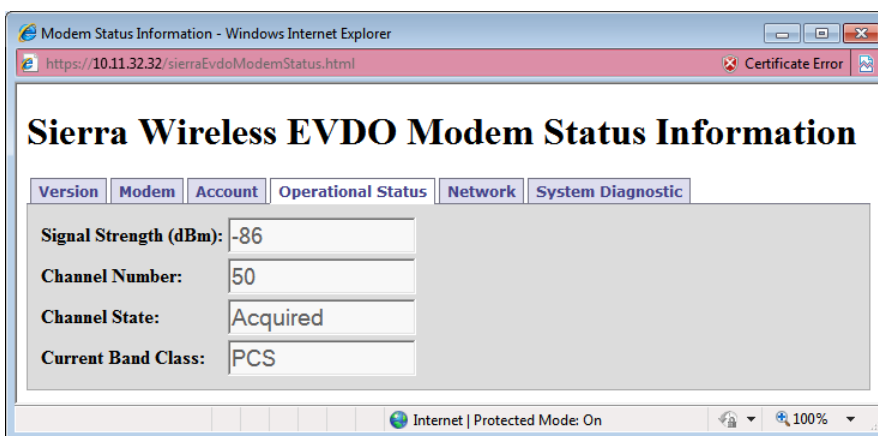 Modem Status Information - Windows Internet Explorer
https://10.11.32.32/sierraEvdoModemStatus.html Certificate Error
Sierra Wireless EVDO Modem Status Information
Version Modem Account Operational Status Network System Diagnostic
Signal Strength (dBm): -86
Channel Number: 50
Channel State: Acquired
Current Band Class: PCS
Internet | Protected Mode: On 100%